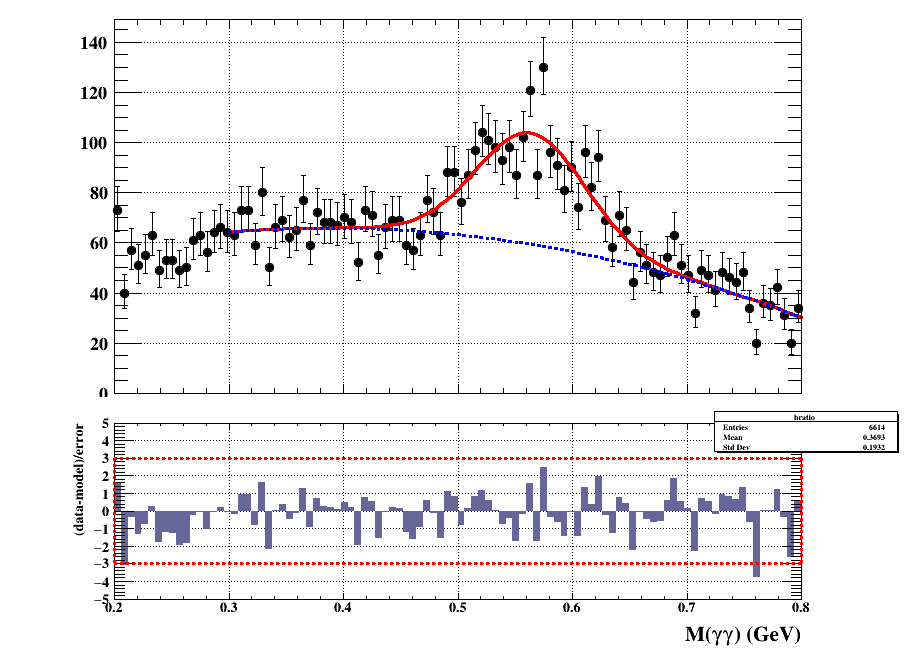 140
120
100
80
60
40
20
0
hratio
Entries 6614
Mean 0.3693
Std Dev 0.1932
(data-model)/error
5
4
3
2
1
0
−1
−2
−3
−4
−5
0.2 0.3 0.4 0.5 0.6 0.7 0.8
M(γγ) (GeV)